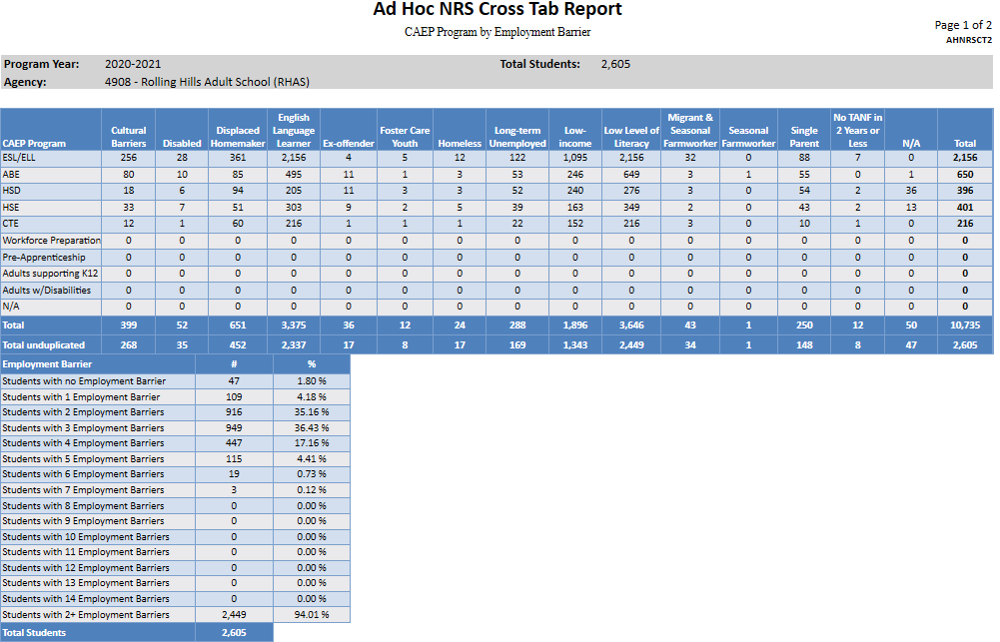 Ad Hoc NRS Cross Tab Report
CAEP Program by Employment Barrier
Page 1 of 2
AHNRSCT2
Program Year: 2020-2021 Total Students: 2,605
Agency: 4908 - Rolling Hills Adult School (RHAS)
CAEP Program Cultural Barriers Disabled Displaced Homemaker English Language Learner Ex-offender Foster Care Youth Homeless Long-term Unemployed Low-income Low Level of Literacy Migrant & Seasonal Farmworker Seasonal Farmworker Single Parent No TANF in 2 Years or Less N/A Total
ESL/ELL 256 28 361 2,156 4 5 12 122 1,095 2,156 32 0 88 7 0 2,156
ABE 80 10 85 495 11 1 3 53 246 649 3 1 55 0 1 650
HSD 18 6 94 205 11 3 3 52 240 276 3 0 54 2 36 396
HSE 33 7 51 303 9 2 5 39 163 349 2 0 43 2 13 401
CTE 12 1 60 216 1 1 1 22 152 216 3 0 10 1 0 216
Workforce Preparation 0 0 0 0 0 0 0 0 0 0 0 0 0 0 0 0
Pre-Apprenticeship 0 0 0 0 0 0 0 0 0 0 0 0 0 0 0 0
Adults supporting K12 0 0 0 0 0 0 0 0 0 0 0 0 0 0 0 0
Adults w/Disabilities 0 0 0 0 0 0 0 0 0 0 0 0 0 0 0 0
N/A 0 0 0 0 0 0 0 0 0 0 0 0 0 0 0 0
Total 399 52 651 3,375 36 12 24 288 1,896 3,646 43 1 250 12 50 10,735
Total unduplicated 268 35 452 2,337 17 8 17 169 1,343 2,449 34 1 148 8 47 2,605
Employment Barrier # %
Students with no Employment Barrier 47 1.80 %
Students with 1 Employment Barrier 109 4.18 %
Students with 2 Employment Barriers 916 35.16 %
Students with 3 Employment Barriers 949 36.43 %
Students with 4 Employment Barriers 447 17.16 %
Students with 5 Employment Barriers 115 4.41 %
Students with 6 Employment Barriers 19 0.73 %
Students with 7 Employment Barriers 3 0.12 %
Students with 8 Employment Barriers 0 0.00 %
Students with 9 Employment Barriers 0 0.00 %
Students with 10 Employment Barriers 0 0.00 %
Students with 11 Employment Barriers 0 0.00 %
Students with 12 Employment Barriers 0 0.00 %
Students with 13 Employment Barriers 0 0.00 %
Students with 14 Employment Barriers 0 0.00 %
Students with 2+ Employment Barriers 2,449 94.01 %
Total Students 2,605